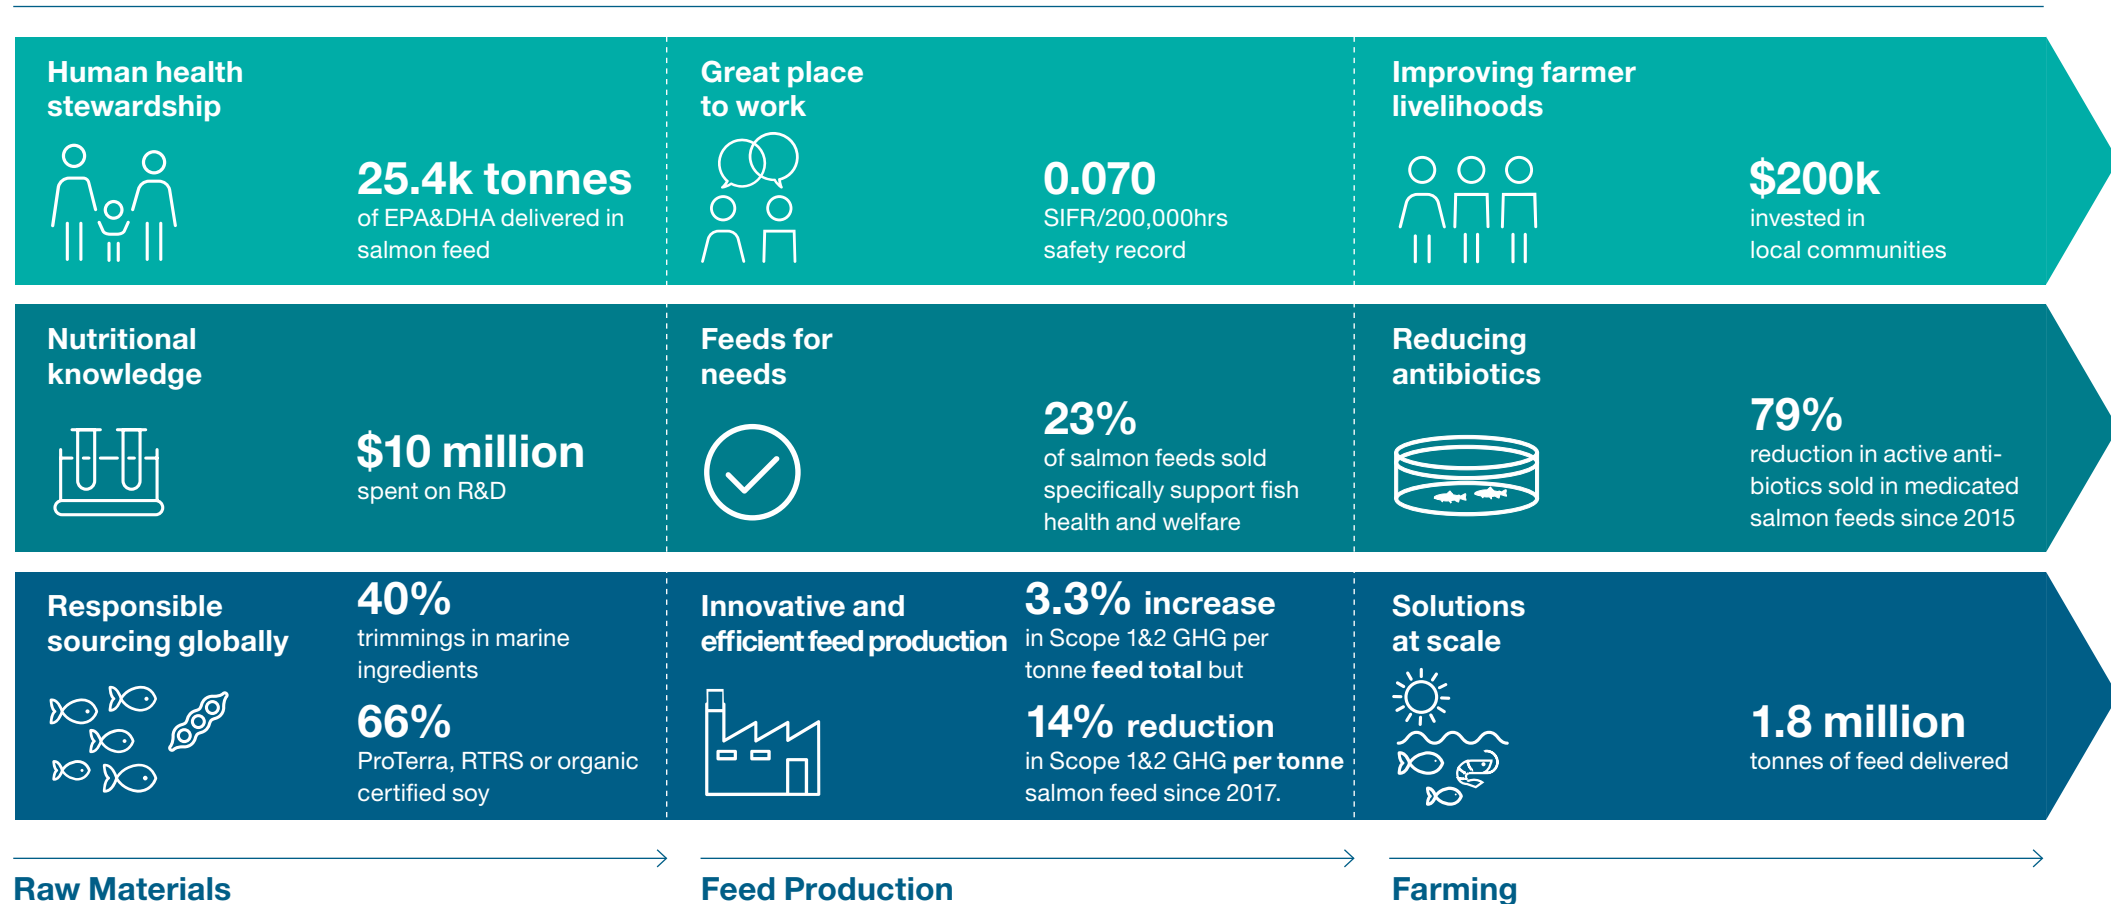 Human health
stewardship
25.4k tonnes
of EPA&DHA delivered in
salmon feed
Great place
to work
0.070
SIFR/200,000hrs
safety record
Improving farmer
livelihoods
$200k
invested in
local communities
Nutritional
knowledge
$10 million
spent on R&D
Feeds for
needs
23%
of salmon feeds sold
specifically support fish
health and welfare
Reducing
antibiotics
79%
reduction in active anti-
biotics sold in medicated
salmon feeds since 2015
Responsible
sourcing globally
40%
trimmings in marine
ingredients
66%
ProTerra, RTRS or organic
certified soy
Innovative and
efficient feed production
3.3% increase
in Scope 1&2 GHG per
tonne feed total but
14% reduction
in Scope 1&2 GHG per tonne
salmon feed since 2017.
Solutions
at scale
1.8 million
tonnes of feed delivered
Raw Materials
Feed Production
Farming